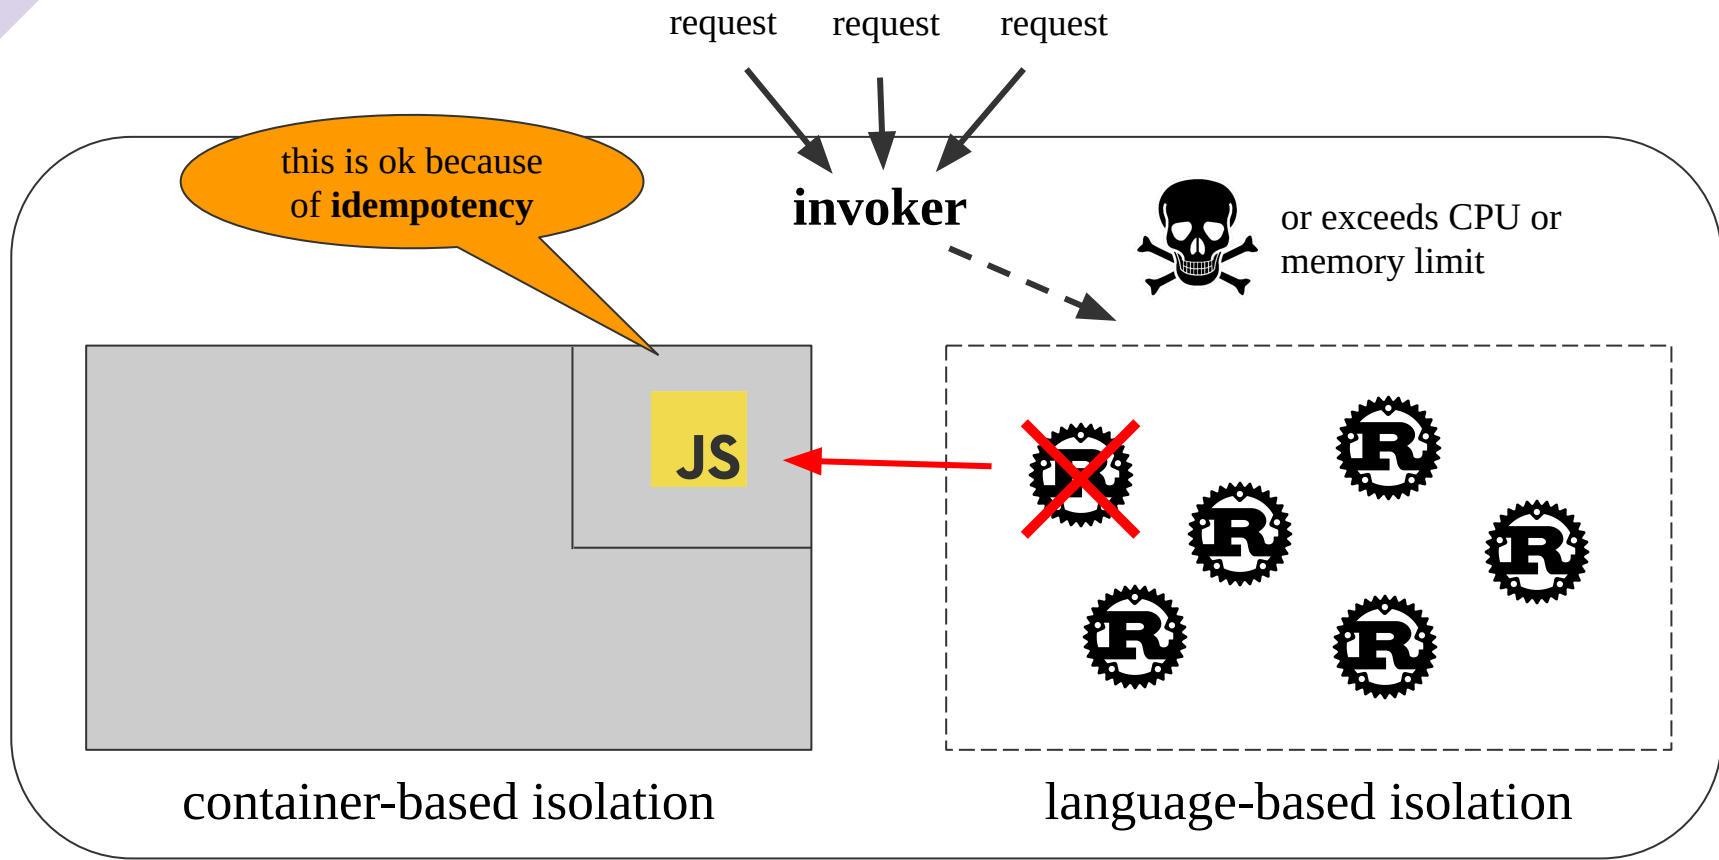 request request request
this is ok because
of idempotency
invoker
or exceeds CPU or
memory limit
JS
R
R
R
R
R
R
container-based isolation
language-based isolation